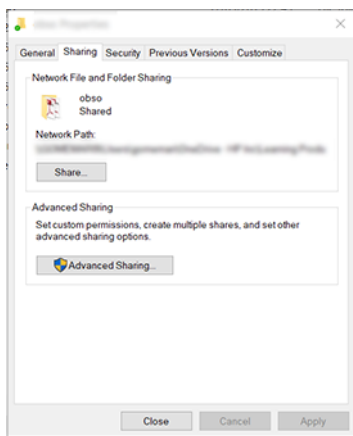 General Sharing Security Previous Versions Customize
Network File and Folder Sharing
obso
Shared
Network Path:
Share...
Advanced Sharing
Set custom permissions, create multiple shares, and set other
advanced sharing options.
Advanced Sharing...
Close Cancel Apply